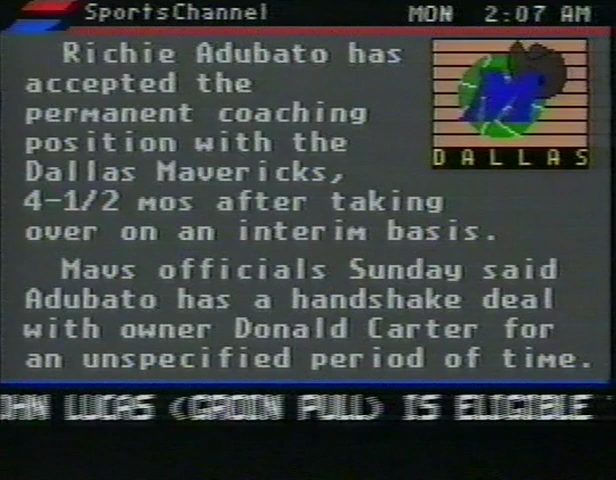 SportsChannel MON 2:07 AM
Richie Adubato has
accepted the
permanent coaching
position with the
Dallas Mavericks,
4-1/2 mos after taking
over on an interim basis.
DALLAS
Mavs officials Sunday said
Adubato has a handshake deal
with owner Donald Carter for
an unspecified period of time.
OHN LUCAS (GROIN PULL) IS ELIGIBLE